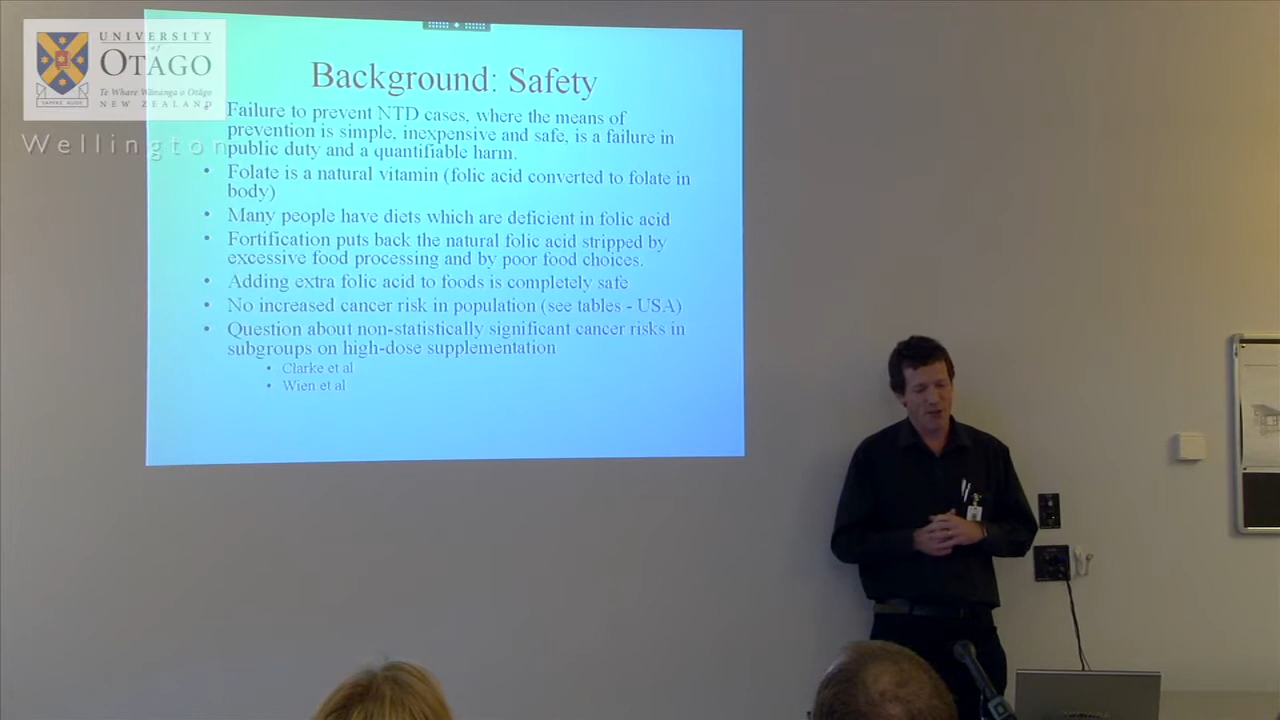 UNIVERSITY
of
OTAGO
Te Whare Wānanga o Otāgo
NEW ZEALAND
SAPERE AUDE
Wellington
Background: Safety
Failure to prevent NTD cases, where the means of
prevention is simple, inexpensive and safe, is a failure in
public duty and a quantifiable harm.
• Folate is a natural vitamin (folic acid converted to folate in
body)
• Many people have diets which are deficient in folic acid
• Fortification puts back the natural folic acid stripped by
excessive food processing and by poor food choices.
• Adding extra folic acid to foods is completely safe
• No increased cancer risk in population (see tables - USA)
• Question about non-statistically significant cancer risks in
subgroups on high-dose supplementation
• Clarke et al
• Wien et al